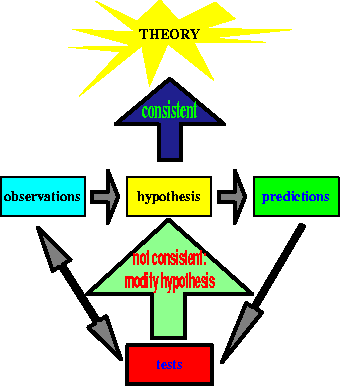 THEORY
consistent
observations
hypothesis
predictions
not consistent:
modify hypothesis
tests